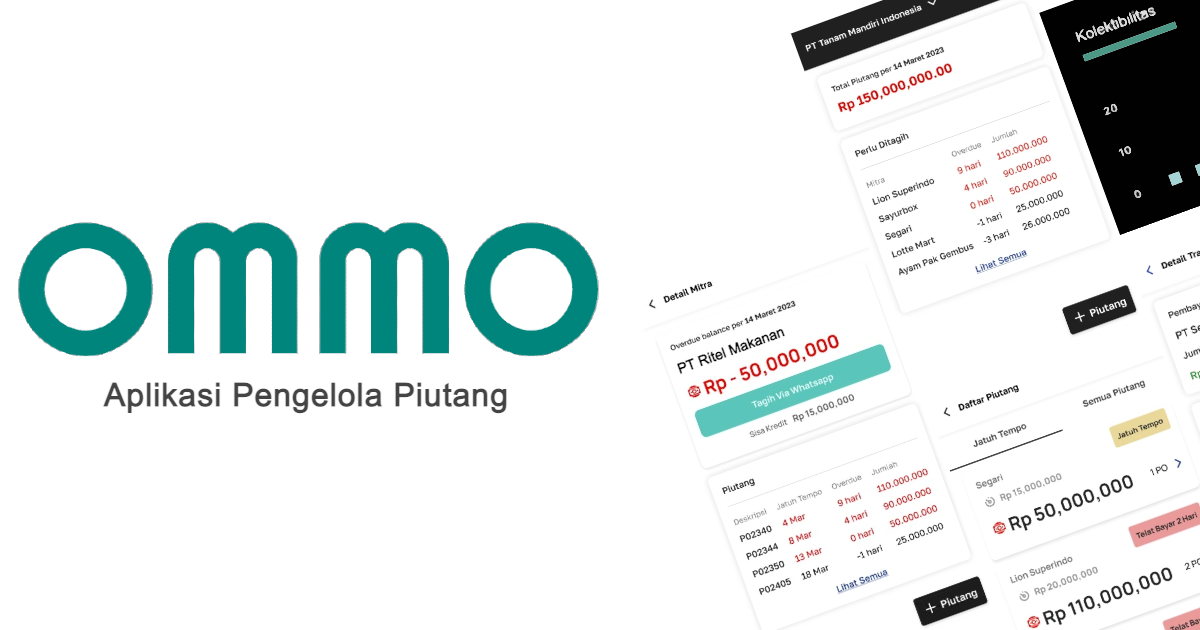 OMMO
Aplikasi Pengelola Piutang
PT Tanam Mandiri Indonesia
Total Piutang per 14 Maret 2023
Rp 150,000,000.00
Perlu Ditagih
Mitra Overdue Jumlah
Lion Superindo 9 hari 110.000.000
Sayurbox 4 hari 90.000.000
Segari 0 hari 50.000.000
Lotte Mart -1 hari 25.000.000
Ayam Pak Gembus -3 hari 26.000.000
Lihat Semua
+ Piutang
Kolektibilitas
20
10
0
Detail Mitra
Overdue balance per 14 Maret 2023
PT Ritel Makanan
Rp - 50,000,000
Tagih Via Whatsapp
Sisa Kredit Rp 15,000,000
Piutang
Deskripsi Jatuh Tempo Overdue Jumlah
P02340 4 Mar 9 hari 110.000.000
P02344 8 Mar 4 hari 90.000.000
P02350 13 Mar 0 hari 50.000.000
P02405 18 Mar -1 hari 25.000.000
Lihat Semua
+ Piutang
Daftar Piutang
Jatuh Tempo Semua Piutang
Jatuh Tempo
Segari
Rp 15,000,000
Rp 50,000,000 1 PO
Telat Bayar 2 Hari
Lion Superindo
Rp 20,000,000
Rp 110,000,000
Telat Ba
Detail Tra
Pembay
PT Se
Jum
Rp